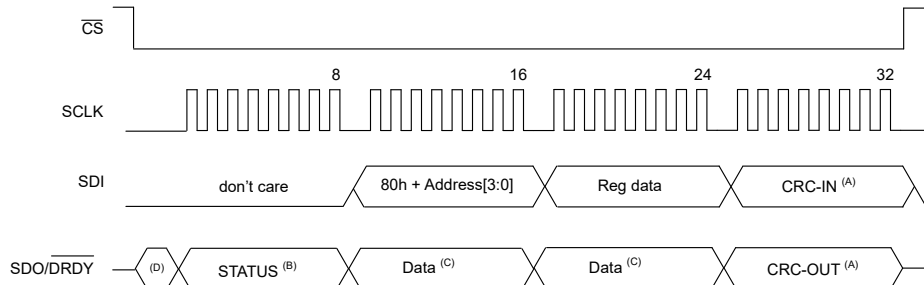 CS
8 16 24 32
SCLK
SDI don't care 80h + Address[3:0] Reg data CRC-IN (A)
SDO/DRDY (D) STATUS (B) Data (C) Data (C) CRC-OUT (A)